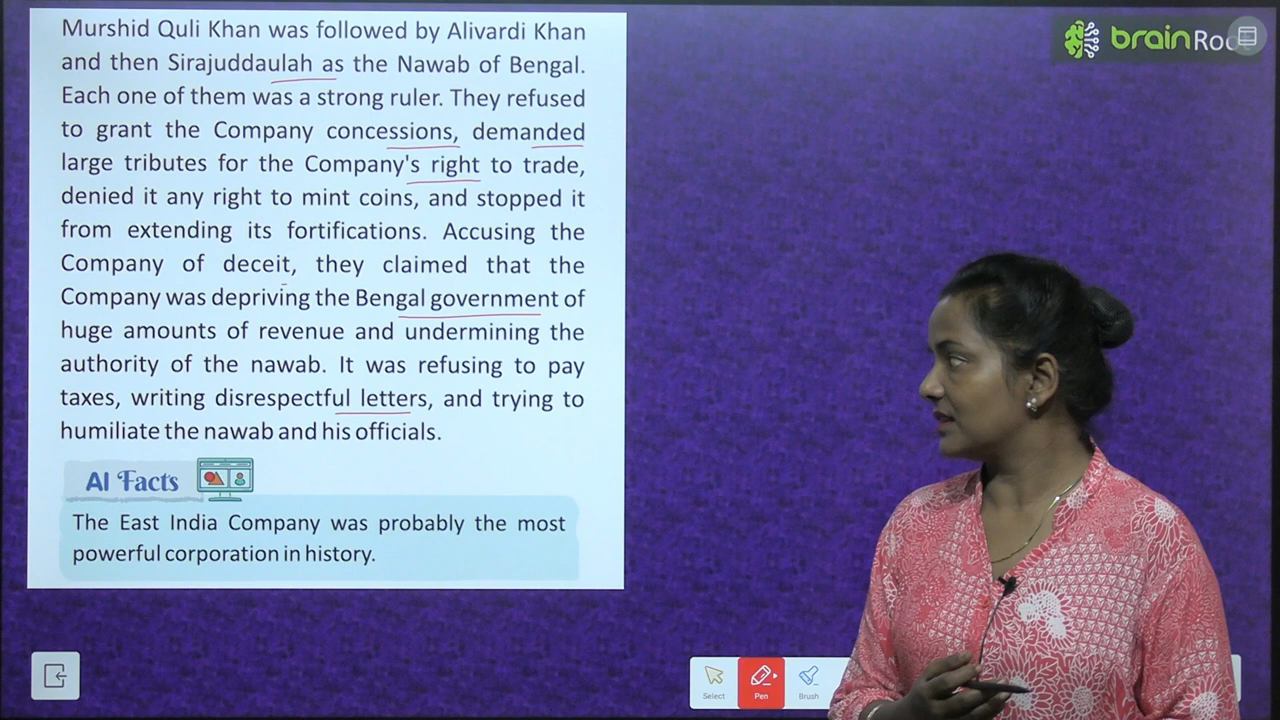 Murshid Quli Khan was followed by Alivardi Khan
and then Sirajuddaulah as the Nawab of Bengal.
Each one of them was a strong ruler. They refused
to grant the Company concessions, demanded
large tributes for the Company's right to trade,
denied it any right to mint coins, and stopped it
from extending its fortifications. Accusing the
Company of deceit, they claimed that the
Company was depriving the Bengal government of
huge amounts of revenue and undermining the
authority of the nawab. It was refusing to pay
taxes, writing disrespectful letters, and trying to
humiliate the nawab and his officials.
AI Facts
The East India Company was probably the most
powerful corporation in history.
brain
Select
Pen
Brush